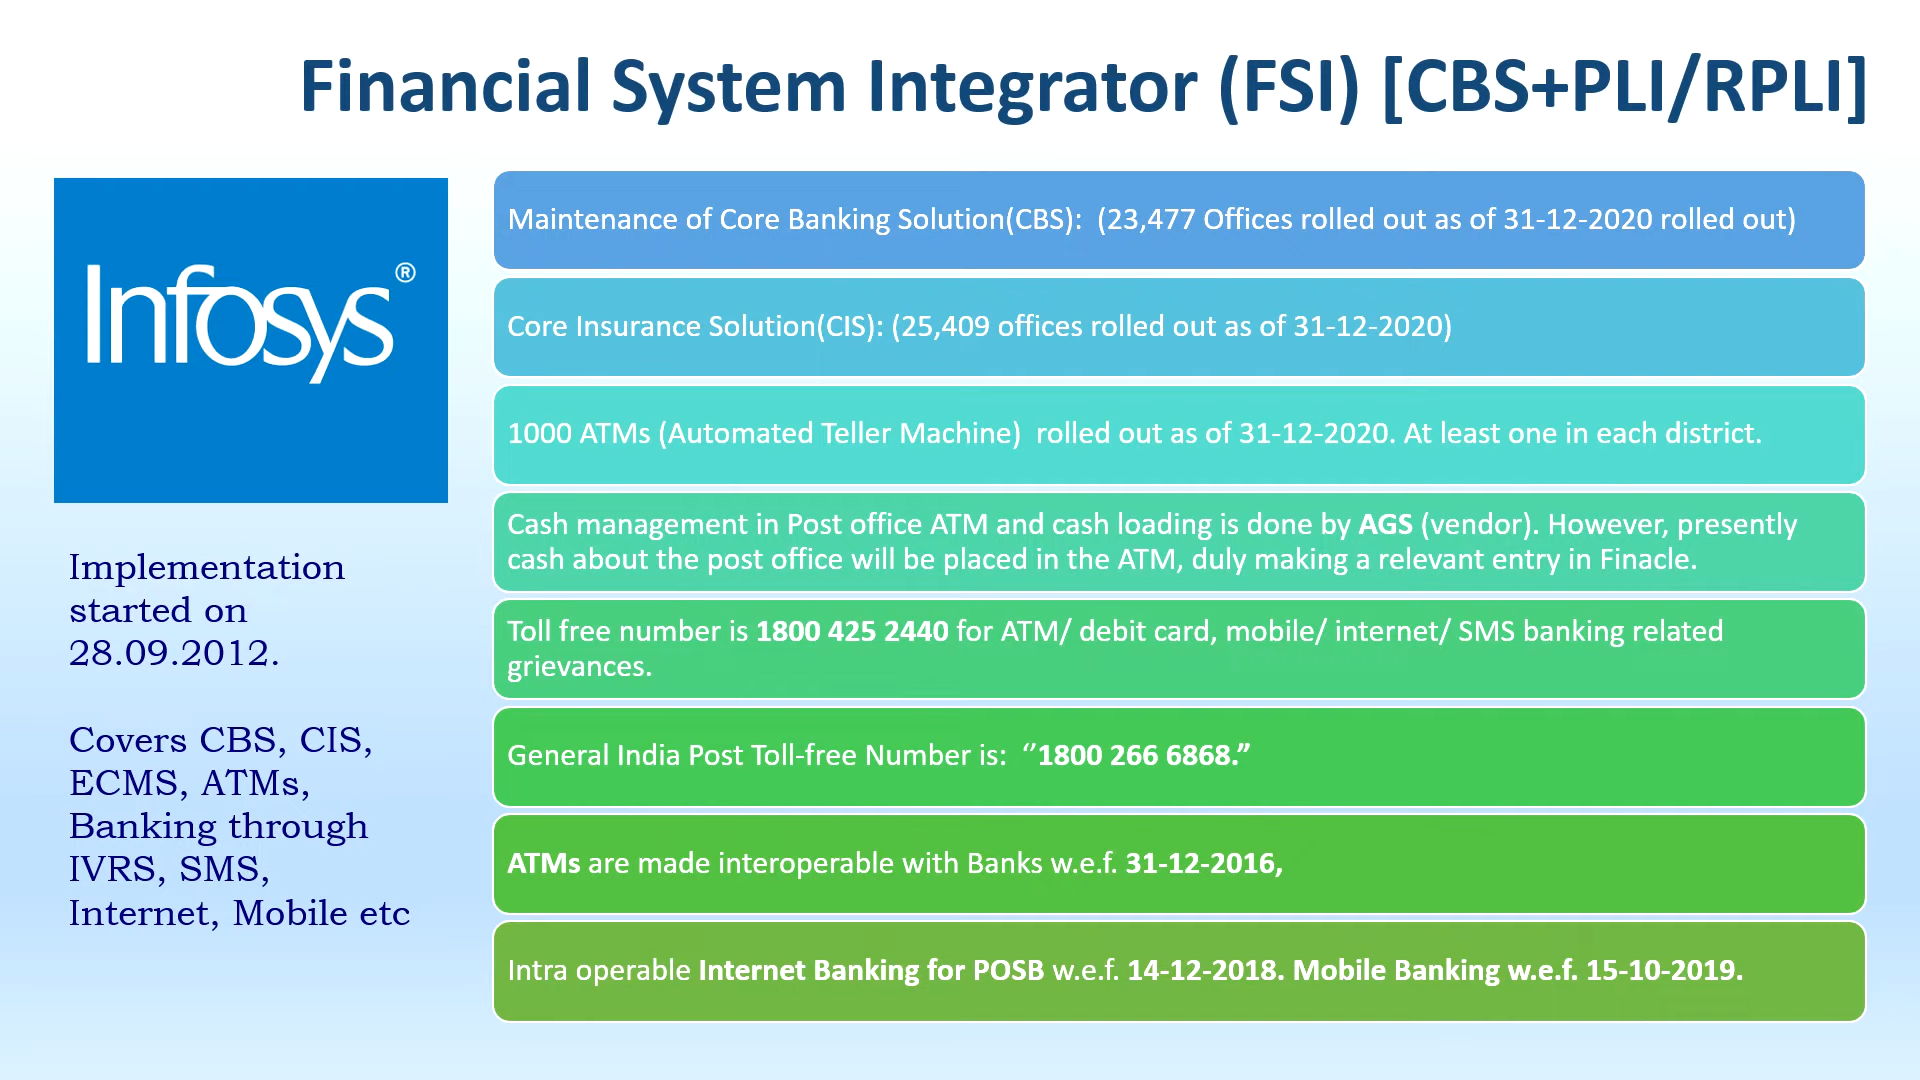 Financial System Integrator (FSI) [CBS+PLI/RPLI]
Infosys®
Implementation
started on
28.09.2012.
Covers CBS, CIS,
ECMS, ATMs,
Banking through
IVRS, SMS,
Internet, Mobile etc
Maintenance of Core Banking Solution(CBS):  (23,477 Offices rolled out as of 31-12-2020 rolled out)
Core Insurance Solution(CIS): (25,409 offices rolled out as of 31-12-2020)
1000 ATMs (Automated Teller Machine)  rolled out as of 31-12-2020. At least one in each district.
Cash management in Post office ATM and cash loading is done by AGS (vendor). However, presently
cash about the post office will be placed in the ATM, duly making a relevant entry in Finacle.
Toll free number is 1800 425 2440 for ATM/ debit card, mobile/ internet/ SMS banking related
grievances.
General India Post Toll-free Number is:  “1800 266 6868.”
ATMs are made interoperable with Banks w.e.f. 31-12-2016,
Intra operable Internet Banking for POSB w.e.f. 14-12-2018. Mobile Banking w.e.f. 15-10-2019.